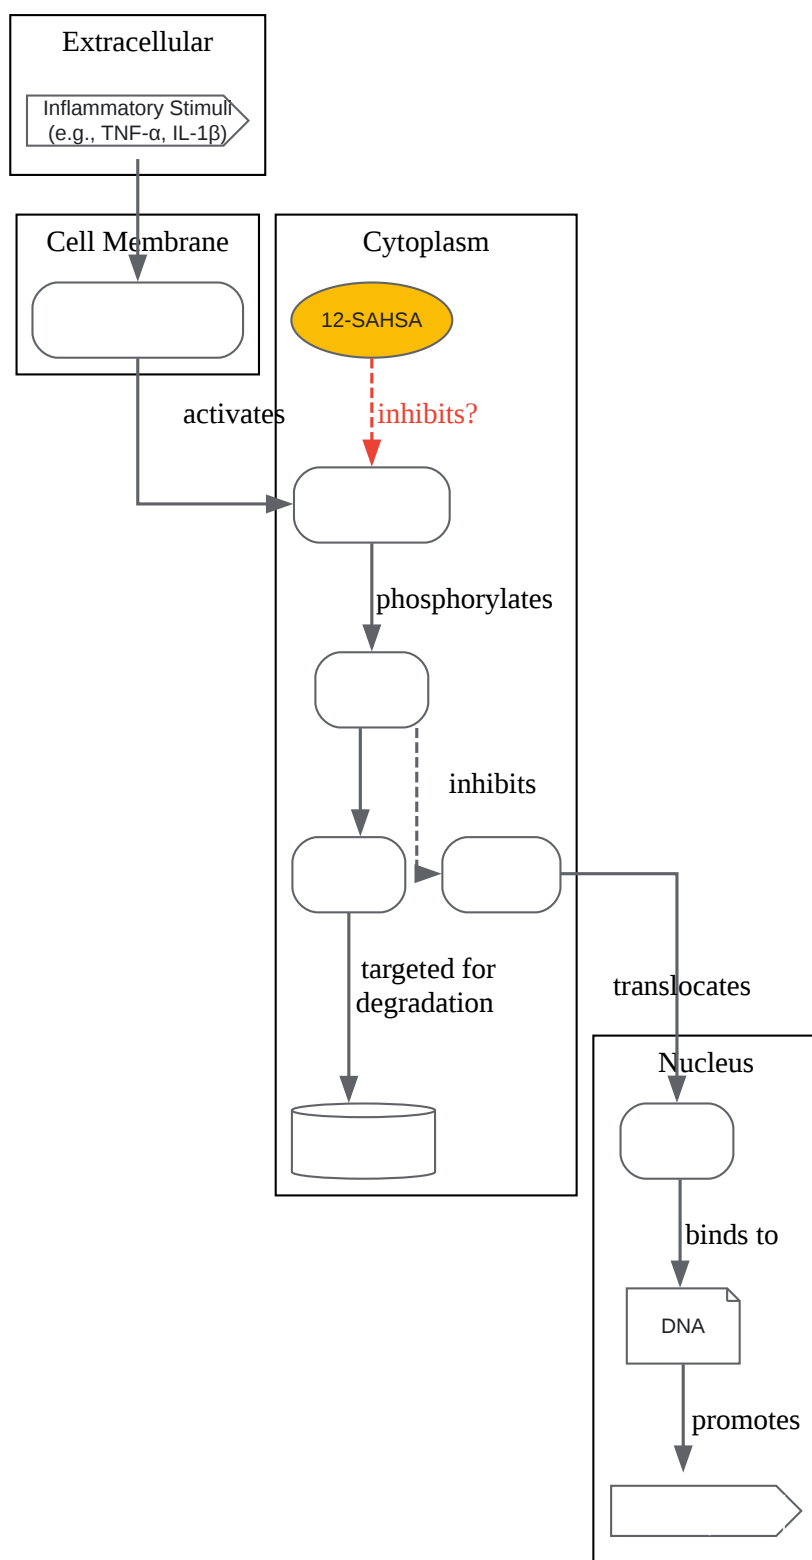 Extracellular
Inflammatory Stimuli
(e.g., TNF-α, IL-1β)
Cell Membrane
Cytoplasm
12-SAHSA
activates
inhibits?
phosphorylates
inhibits
targeted for
degradation
translocates
Nucleus
binds to
DNA
promotes